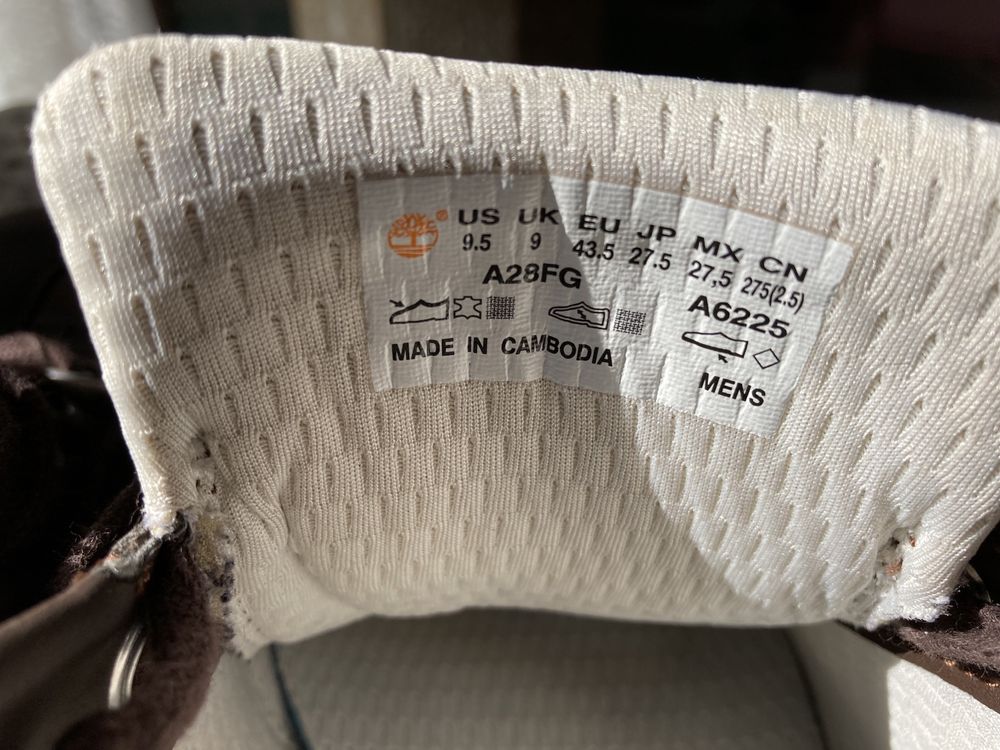 ® US UK EU JP MX CN
9.5 9 43.5 27.5 27,5 275(2.5)
A28FG A6225
MADE IN CAMBODIA MENS